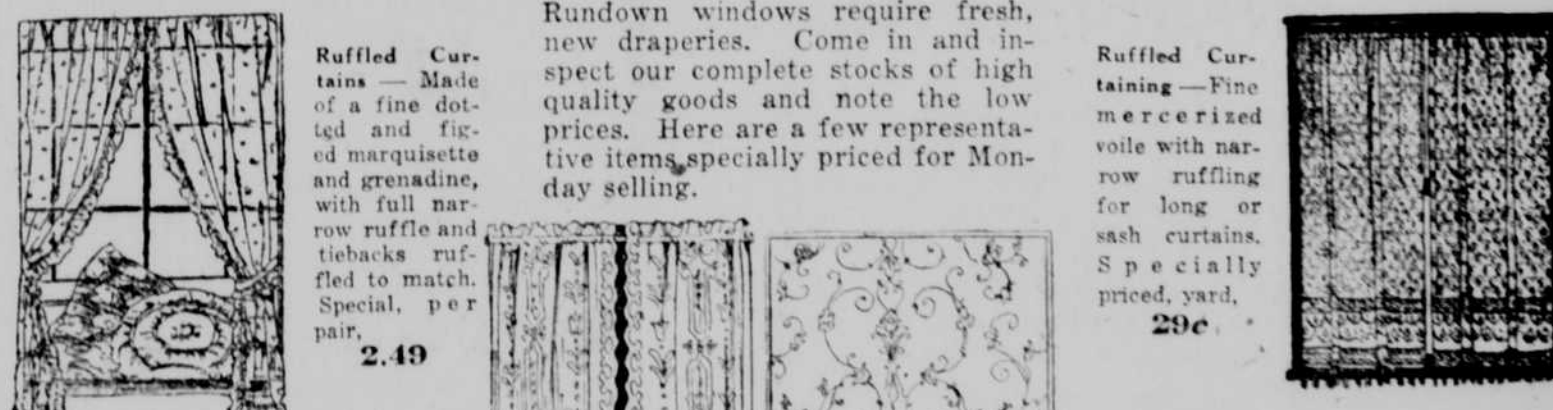 Ruffled Cur-
tains — Made
of a fine dot-
ted and fig-
ed marquisette
and grenadine,
with full nar-
row ruffle and
tiebacks ruf-
fled to match.
Special, per
pair,
2.49
Rundown windows require fresh,
new draperies. Come in and in-
spect our complete stocks of high
quality goods and note the low
prices. Here are a few representa-
tive items specially priced for Mon-
day selling.
Ruffled Cur-
taining — Fine
mercerized
voile with nar-
row ruffling
for long or
sash curtains.
Specially
priced, yard,
29c